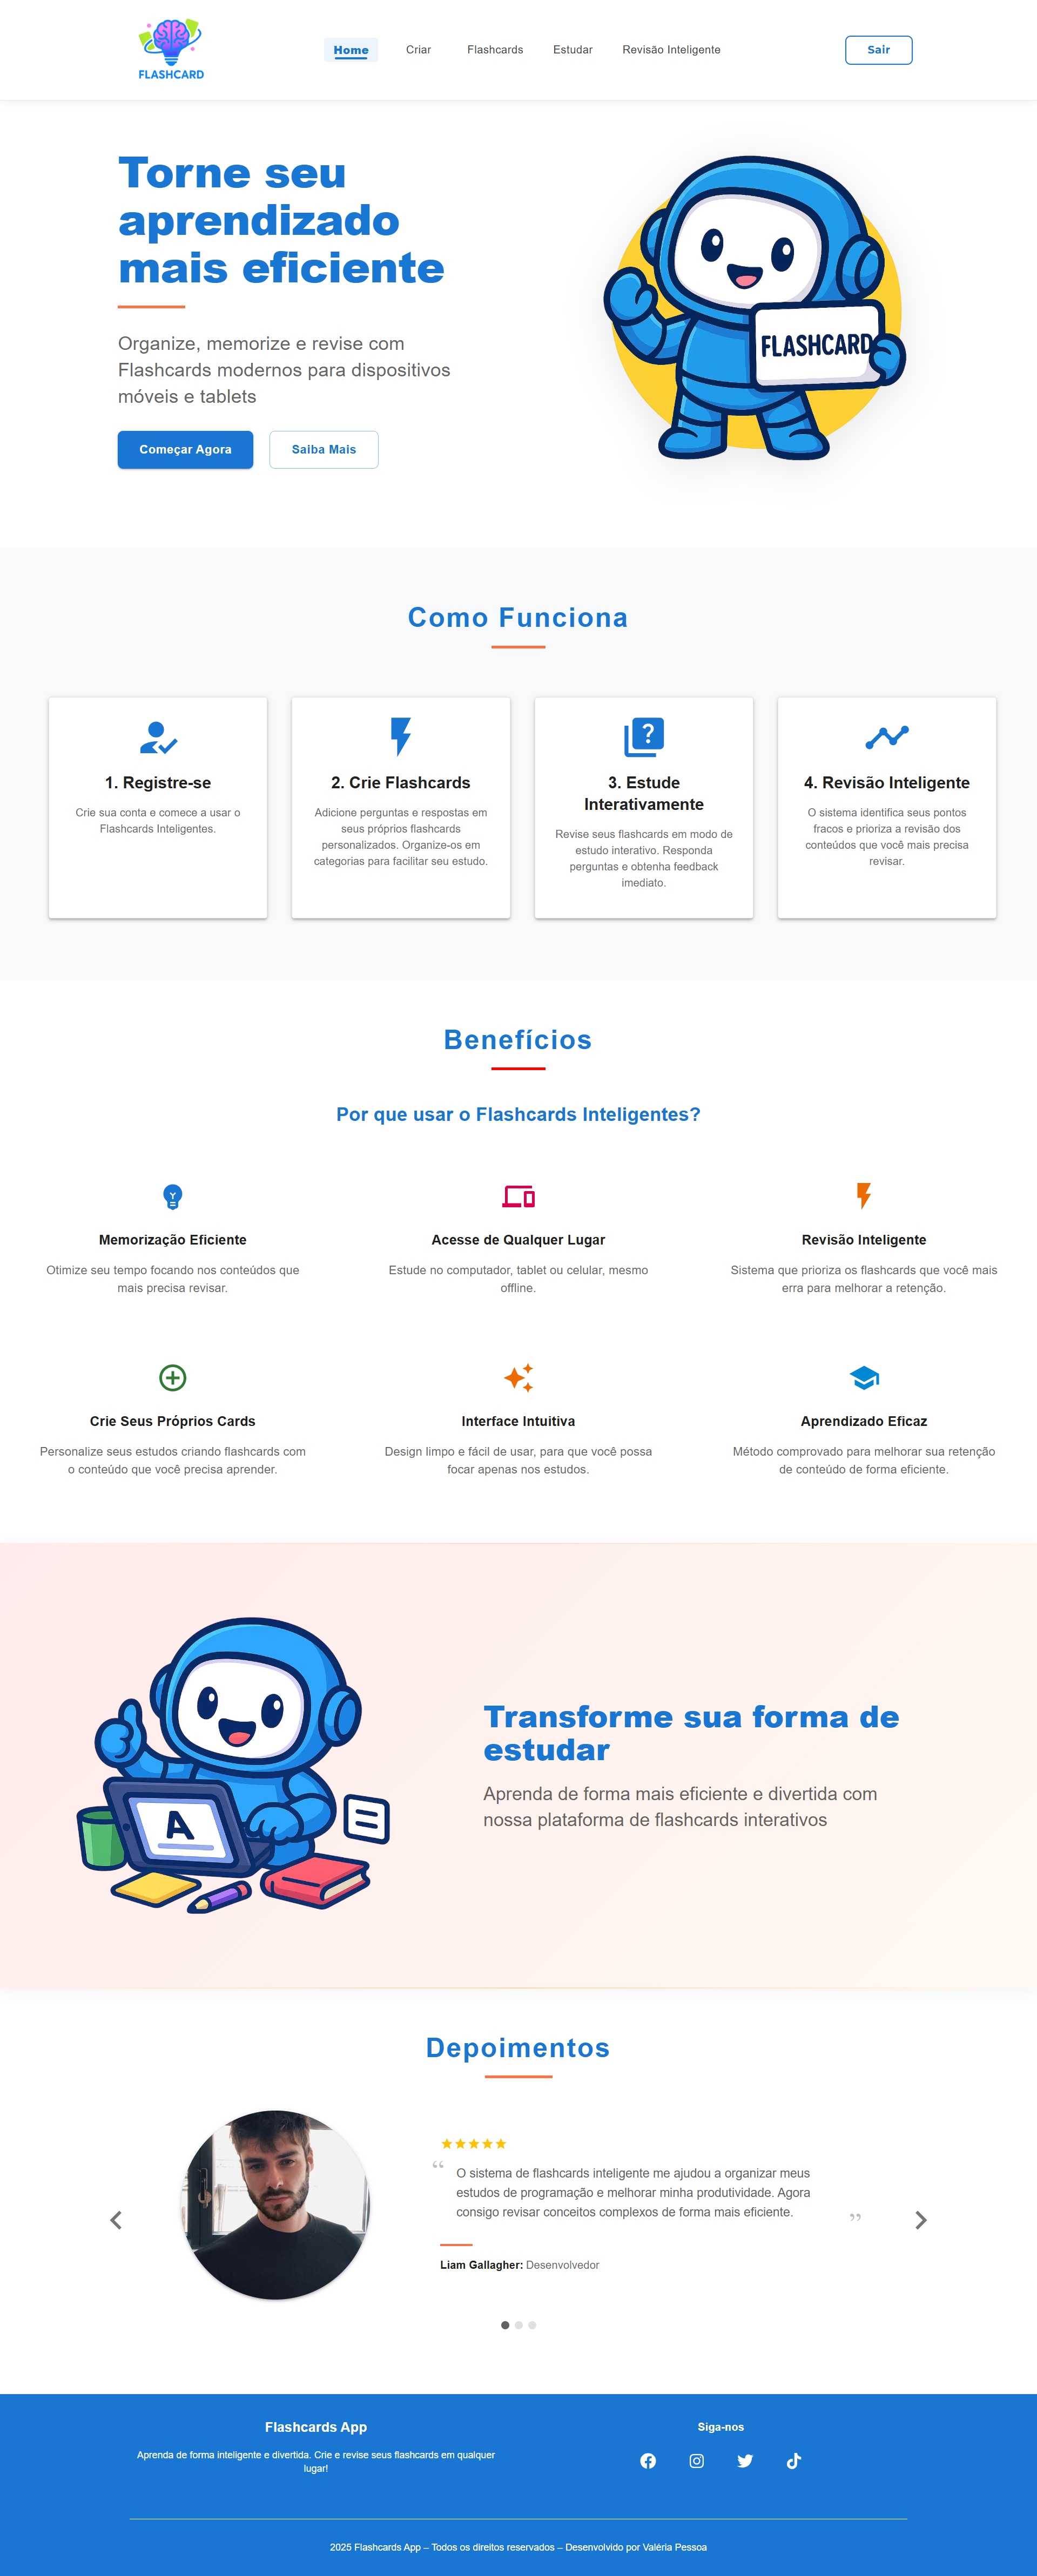 FLASHCARD
Home
Criar
Flashcards
Estudar
Revisão Inteligente
Sair
Torne seu
aprendizado
mais eficiente
Organize, memorize e revise com
Flashcards modernos para dispositivos
móveis e tablets
Começar Agora
Saiba Mais
FLASHCARD
Como Funciona
1. Registre-se
Crie sua conta e comece a usar o
Flashcards Inteligentes.
2. Crie Flashcards
Adicione perguntas e respostas em
seus próprios flashcards
personalizados. Organize-os em
categorias para facilitar seu estudo.
3. Estude
Interativamente
Revise seus flashcards em modo de
estudo interativo. Responda
perguntas e obtenha feedback
imediato.
4. Revisão Inteligente
O sistema identifica seus pontos
fracos e prioriza a revisão dos
conteúdos que você mais precisa
revisar.
Benefícios
Por que usar o Flashcards Inteligentes?
Memorização Eficiente
Otimize seu tempo focando nos conteúdos que
mais precisa revisar.
Acesse de Qualquer Lugar
Estude no computador, tablet ou celular, mesmo
offline.
Revisão Inteligente
Sistema que prioriza os flashcards que você mais
erra para melhorar a retenção.
Crie Seus Próprios Cards
Personalize seus estudos criando flashcards com
o conteúdo que você precisa aprender.
Interface Intuitiva
Design limpo e fácil de usar, para que você possa
focar apenas nos estudos.
Aprendizado Eficaz
Método comprovado para melhorar sua retenção
de conteúdo de forma eficiente.
A
Transforme sua forma de
estudar
Aprenda de forma mais eficiente e divertida com
nossa plataforma de flashcards interativos
Depoimentos
“ O sistema de flashcards inteligente me ajudou a organizar meus
estudos de programação e melhorar minha produtividade. Agora
consigo revisar conceitos complexos de forma mais eficiente. ”
Liam Gallagher: Desenvolvedor
Flashcards App
Aprenda de forma inteligente e divertida. Crie e revise seus flashcards em qualquer
lugar!
Siga-nos
2025 Flashcards App – Todos os direitos reservados – Desenvolvido por Valéria Pessoa